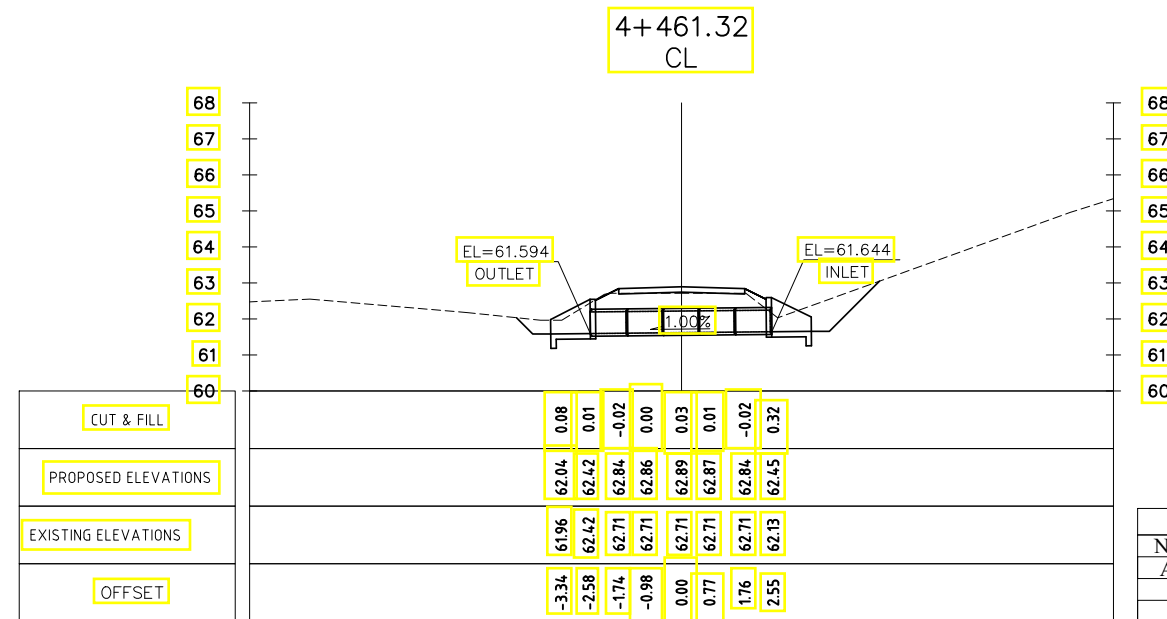 4+461.32
CL
68 68
67 67
66 66
65 65
64 EL=61.594 EL=61.644 64
OUTLET INLET
63 63
62 1.00% 62
61 61
60 60
CUT & FILL 0.08 0.01 -0.02 0.00 0.03 0.01 -0.02 0.32
PROPOSED ELEVATIONS 62.04 62.42 62.84 62.86 62.89 62.87 62.84 62.45
EXISTING ELEVATIONS 61.96 62.42 62.71 62.71 62.71 62.71 62.71 62.13
N
A
OFFSET -3.34 -2.58 -1.74 -0.98 0.00 0.77 1.76 2.55